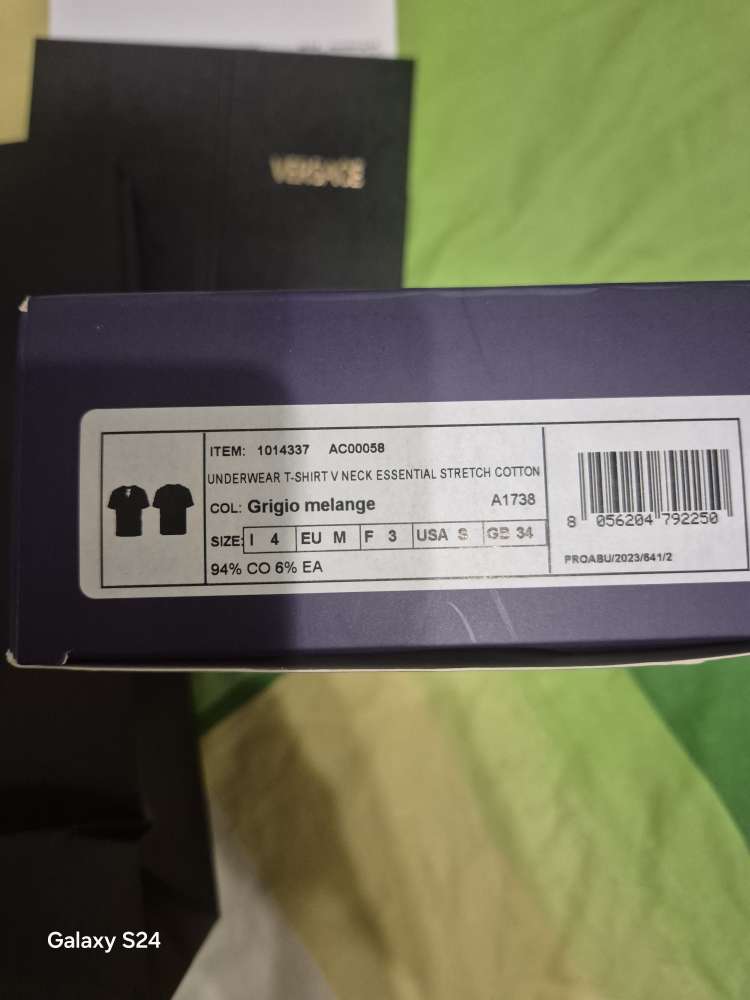 VERSACE
ITEM: 1014337 AC00058
UNDERWEAR T-SHIRT V NECK ESSENTIAL STRETCH COTTON
COL: Grigio melange A1738
SIZE: I 4 EU M F 3 USA S GB 34
94% CO 6% EA
8 056204 792250
PROABU/2023/641/2
Galaxy S24